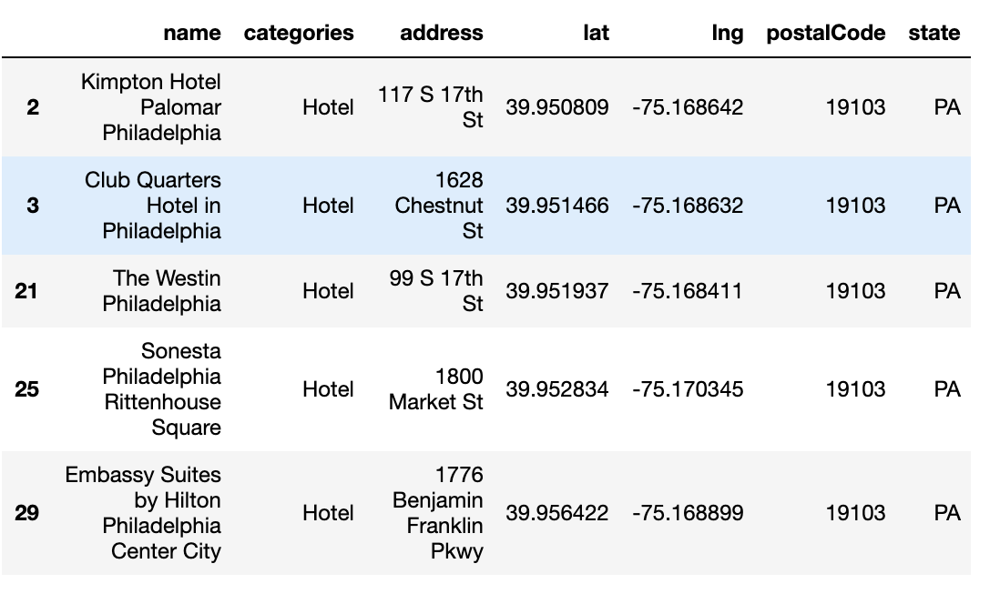 name categories address lat lng postalCode state
2 Kimpton Hotel Palomar Philadelphia Hotel 117 S 17th St 39.950809 -75.168642 19103 PA
3 Club Quarters Hotel in Philadelphia Hotel 1628 Chestnut St 39.951466 -75.168632 19103 PA
21 The Westin Philadelphia Hotel 99 S 17th St 39.951937 -75.168411 19103 PA
25 Sonesta Philadelphia Rittenhouse Square Hotel 1800 Market St 39.952834 -75.170345 19103 PA
29 Embassy Suites by Hilton Philadelphia Center City Hotel 1776 Benjamin Franklin Pkwy 39.956422 -75.168899 19103 PA